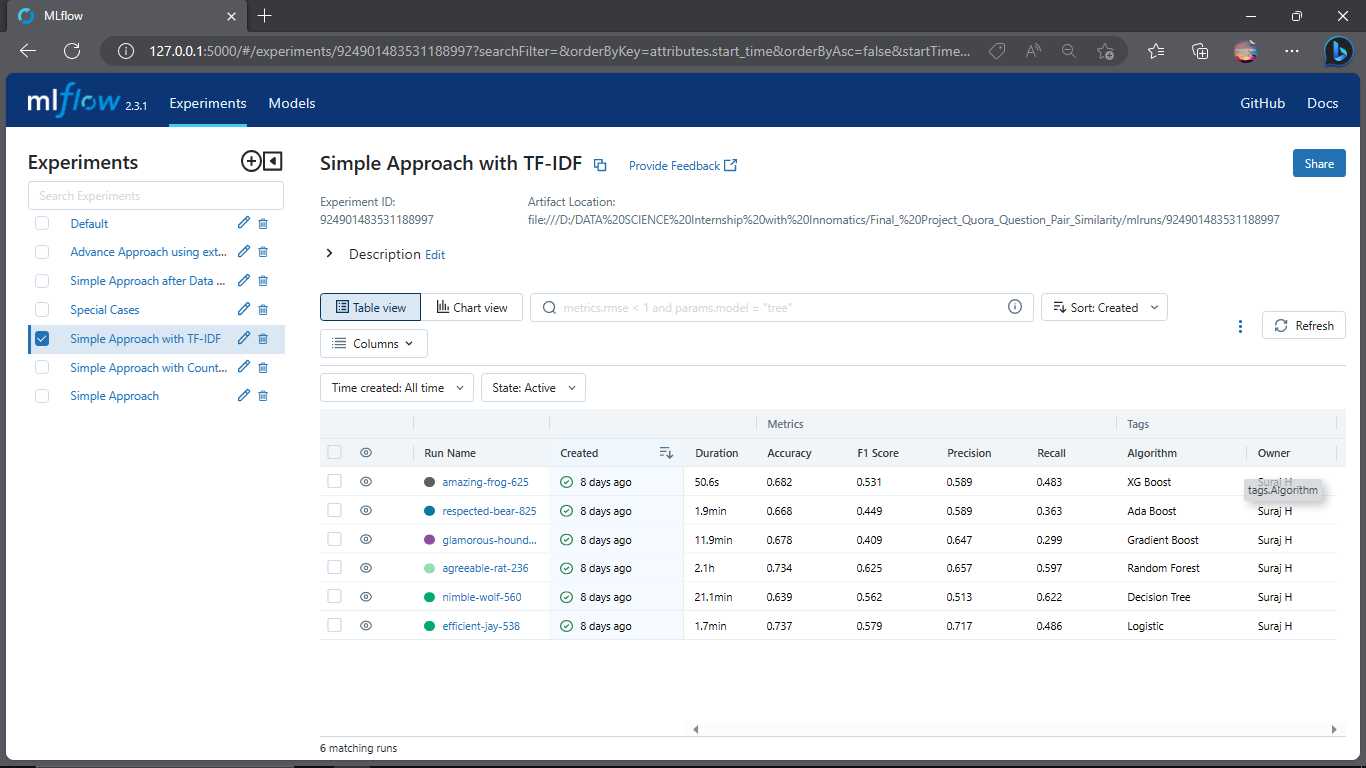 MLflow
127.0.0.1:5000/#/experiments/924901483531188997?searchFilter=&orderByKey=attributes.start_time&orderByAsc=false&startTime...
mlflow 2.3.1 Experiments Models GitHub Docs
Experiments
Search Experiments
Default
Advance Approach using ext...
Simple Approach after Data ...
Special Cases
Simple Approach with TF-IDF
Simple Approach with Count...
Simple Approach
Simple Approach with TF-IDF Provide Feedback Share
Experiment ID: Artifact Location:
924901483531188997 file:///D:/DATA%20SCIENCE%20Internship%20with%20Innomatics/Final_%20Project_Quora_Question_Pair_Similarity/mlruns/924901483531188997
Description Edit
Table view Chart view metrics.rmse < 1 and params.model = "tree" Sort: Created
Refresh
Columns
Time created: All time State: Active
Metrics Tags
Run Name Created Duration Accuracy F1 Score Precision Recall Algorithm Owner
amazing-frog-625 8 days ago 50.6s 0.682 0.531 0.589 0.483 XG Boost Suraj H
tags.Algorithm
respected-bear-825 8 days ago 1.9min 0.668 0.449 0.589 0.363 Ada Boost Suraj H
glamorous-hound... 8 days ago 11.9min 0.678 0.409 0.647 0.299 Gradient Boost Suraj H
agreeable-rat-236 8 days ago 2.1h 0.734 0.625 0.657 0.597 Random Forest Suraj H
nimble-wolf-560 8 days ago 21.1min 0.639 0.562 0.513 0.622 Decision Tree Suraj H
efficient-jay-538 8 days ago 1.7min 0.737 0.579 0.717 0.486 Logistic Suraj H
6 matching runs